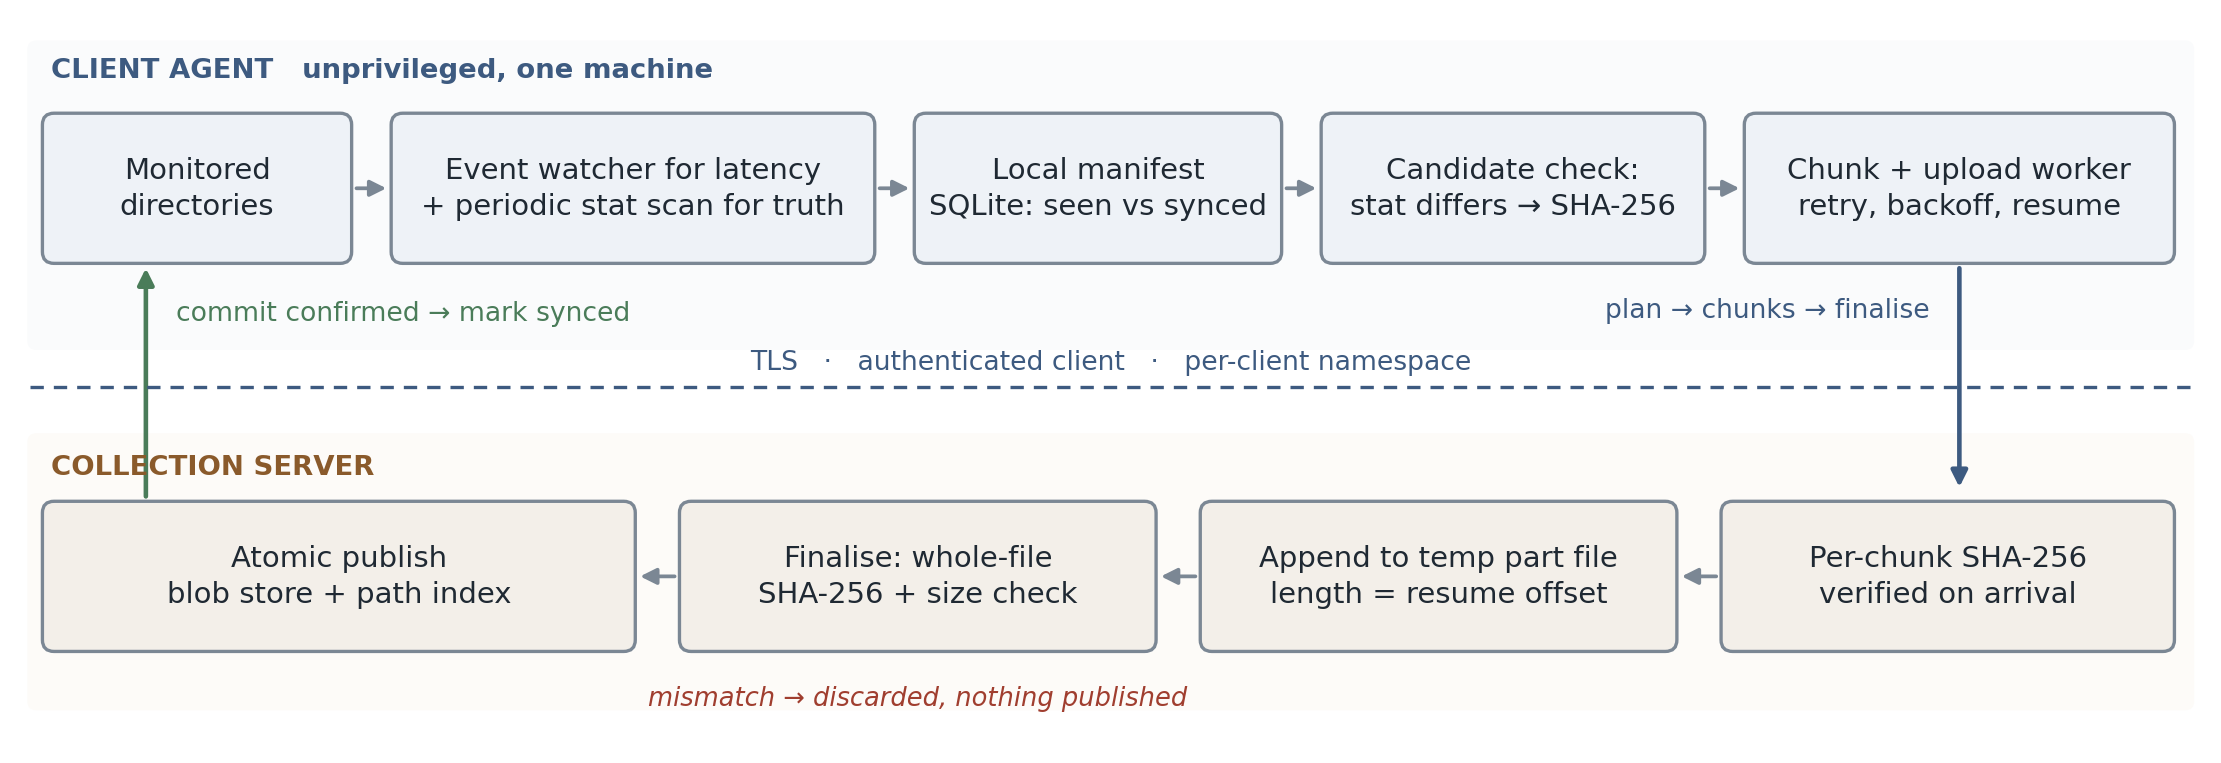 CLIENT AGENT unprivileged, one machine
Monitored
directories
Event watcher for latency
+ periodic stat scan for truth
Local manifest
SQLite: seen vs synced
Candidate check:
stat differs → SHA-256
Chunk + upload worker
retry, backoff, resume
commit confirmed → mark synced
plan → chunks → finalise
TLS · authenticated client · per-client namespace
COLLECTION SERVER
Atomic publish
blob store + path index
Finalise: whole-file
SHA-256 + size check
Append to temp part file
length = resume offset
Per-chunk SHA-256
verified on arrival
mismatch → discarded, nothing published